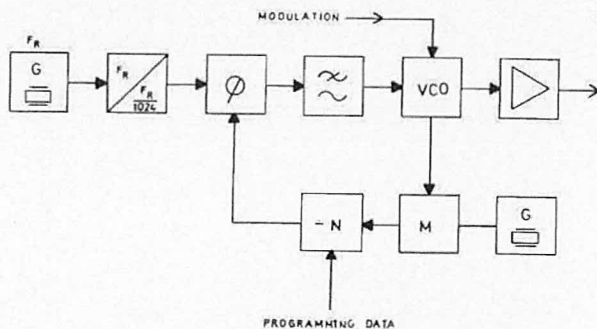 MODULATION
F_R
G
F_R
F_R
1024
Φ
VCO
-N
M
G
PROGRAMMING DATA